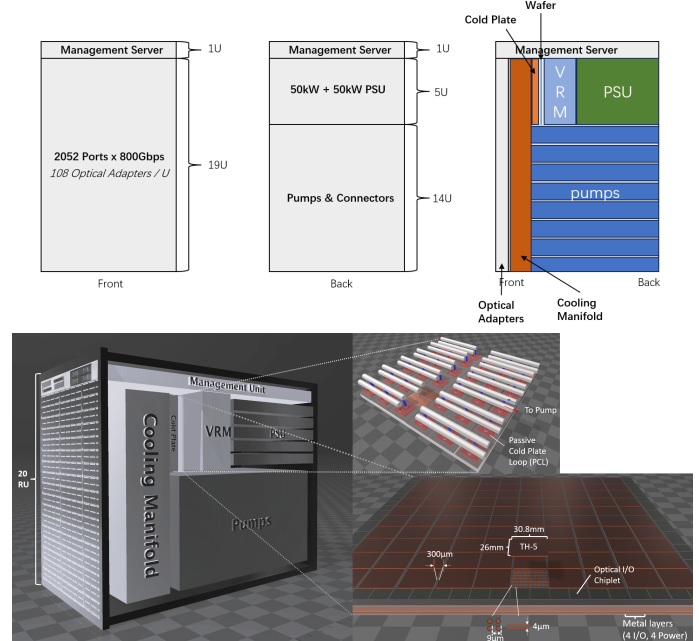 Wafer
Cold Plate
Management Server
1U
Management Server
1U
Management Server
50kW + 50kW PSU
5U
V
R
M
PSU
2052 Ports x 800Gbps
108 Optical Adapters / U
19U
Pumps & Connectors
14U
pumps
Front
Back
Front
Back
Optical
Adapters
Cooling
Manifold
Management Unit
Cooling Manifold
Cold Plate
VRM
PSU
Pumps
20
RU
To Pump
Passive
Cold Plate
Loop (PCL)
30.8mm
26mm
TH-5
300μm
Optical I/O
Chiplet
4μm
9μm
Metal layers
(4 I/O, 4 Power)